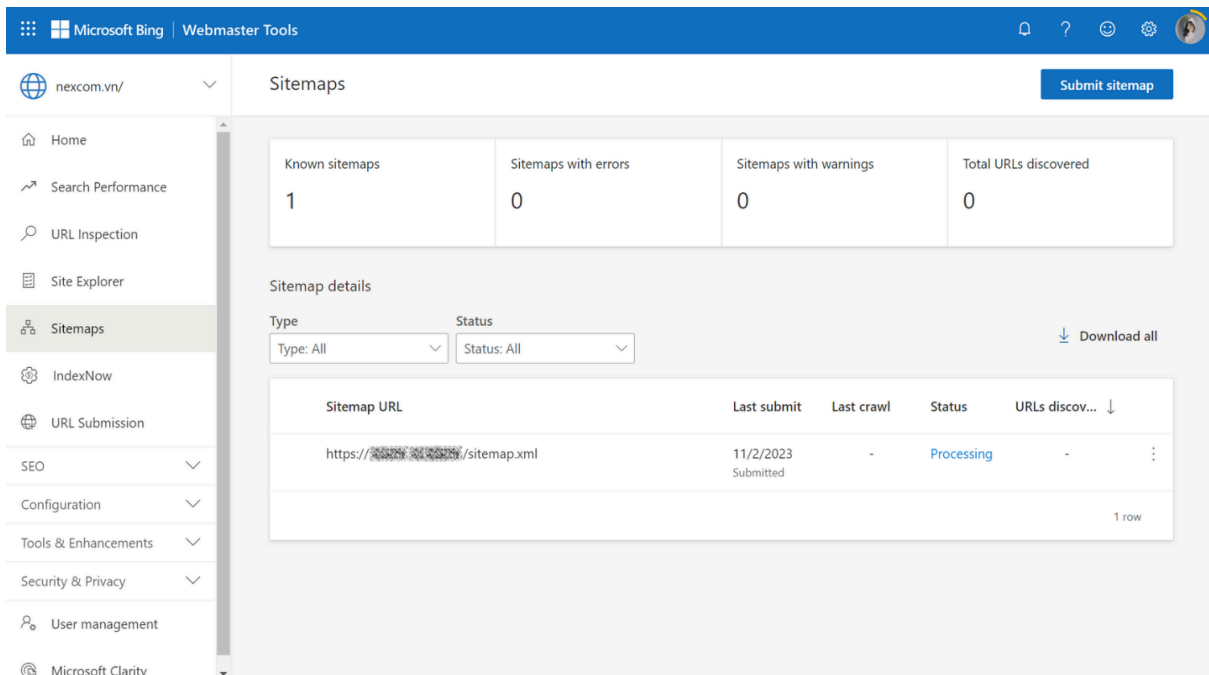 Microsoft Bing | Webmaster Tools
nexcom.vn/
Sitemaps
Submit sitemap
Home
Search Performance
URL Inspection
Site Explorer
Sitemaps
IndexNow
URL Submission
SEO
Configuration
Tools & Enhancements
Security & Privacy
User management
Microsoft Clarity
Known sitemaps
1
Sitemaps with errors
0
Sitemaps with warnings
0
Total URLs discovered
0
Sitemap details
Type
Type: All
Status
Status: All
Download all
Sitemap URL Last submit Last crawl Status URLs discov...
https:// /sitemap.xml 11/2/2023 - Processing -
Submitted
1 row